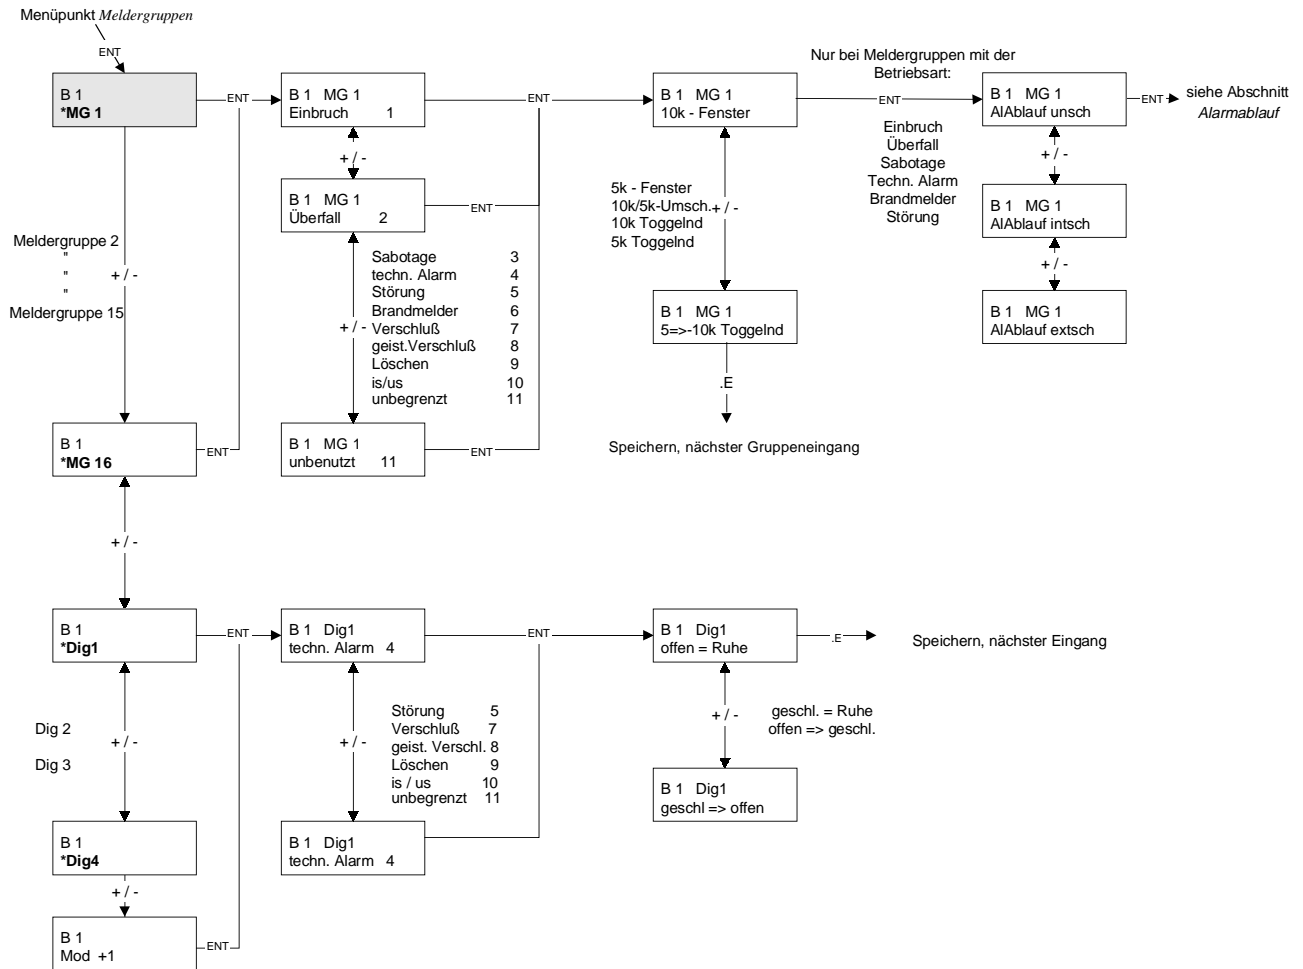 Menüpunkt Meldergruppen
ENT
B 1
*MG 1
ENT
B 1 MG 1
Einbruch 1
ENT
B 1 MG 1
10k - Fenster
Nur bei Meldergruppen mit der
Betriebsart:
ENT
Einbruch
Überfall
Sabotage
Techn. Alarm
Brandmelder
Störung
B 1 MG 1
AlAblauf unsch
ENT
siehe Abschnitt
Alarmablauf
+ / -
B 1 MG 1
AlAblauf intsch
+ / -
B 1 MG 1
AlAblauf extsch
+ / -
B 1 MG 1
Überfall 2
ENT
5k - Fenster
10k/5k-Umsch.
10k Toggelnd
5k Toggelnd
+ / -
B 1 MG 1
5=>-10k Toggelnd
.E
Speichern, nächster Gruppeneingang
Meldergruppe 2
"
"
"
Meldergruppe 15
+ / -
+ / -
Sabotage 3
techn. Alarm 4
Störung 5
Brandmelder 6
Verschluß 7
geist.Verschluß 8
Löschen 9
is/us 10
unbegrenzt 11
B 1
*MG 16
ENT
B 1 MG 1
unbenutzt 11
ENT
+ / -
B 1
*Dig1
ENT
B 1 Dig1
techn. Alarm 4
ENT
B 1 Dig1
offen = Ruhe
.E
Speichern, nächster Eingang
Dig 2
Dig 3
+ / -
+ / -
Störung 5
Verschluß 7
geist. Verschl. 8
Löschen 9
is / us 10
unbegrenzt 11
+ / -
geschl. = Ruhe
offen => geschl.
B 1 Dig1
geschl => offen
B 1
*Dig4
B 1 Dig1
techn. Alarm 4
+ / -
B 1
Mod +1
ENT